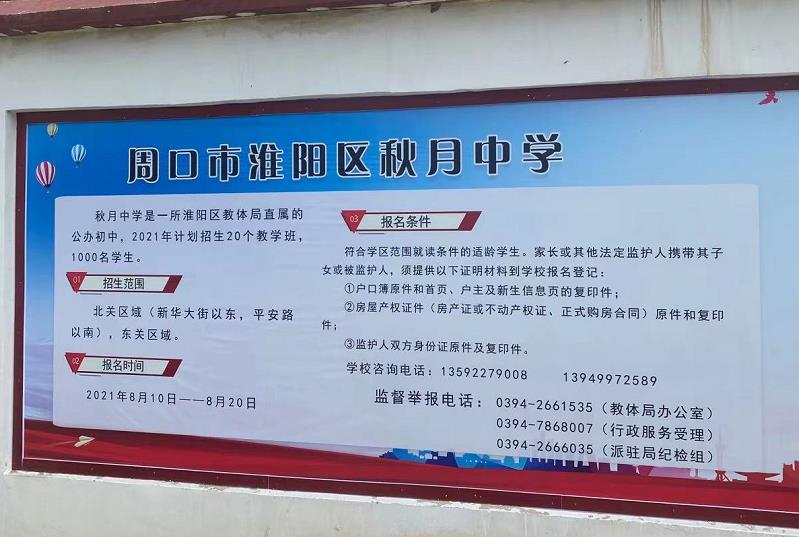 周口市淮阳区秋月中学
秋月中学是一所淮阳区教体局直属的
公办初中，2021年计划招生20个教学班，
1000名学生。
01 招生范围
北关区域（新华大街以东，平安路
以南），东关区域。
02 报名时间
2021年8月10日——8月20日
03 报名条件
符合学区范围就读条件的适龄学生。家长或其他法定监护人携带其子
女或被监护人，须提供以下证明材料到学校报名登记：
①户口簿原件和首页、户主及新生信息页的复印件；
②房屋产权证件（房产证或不动产权证、正式购房合同）原件和复印
件；
③监护人双方身份证原件及复印件。
学校咨询电话：13592279008 13949972589
监督举报电话：0394-2661535（教体局办公室）
0394-7868007（行政服务受理）
0394-2666035（派驻局纪检组）